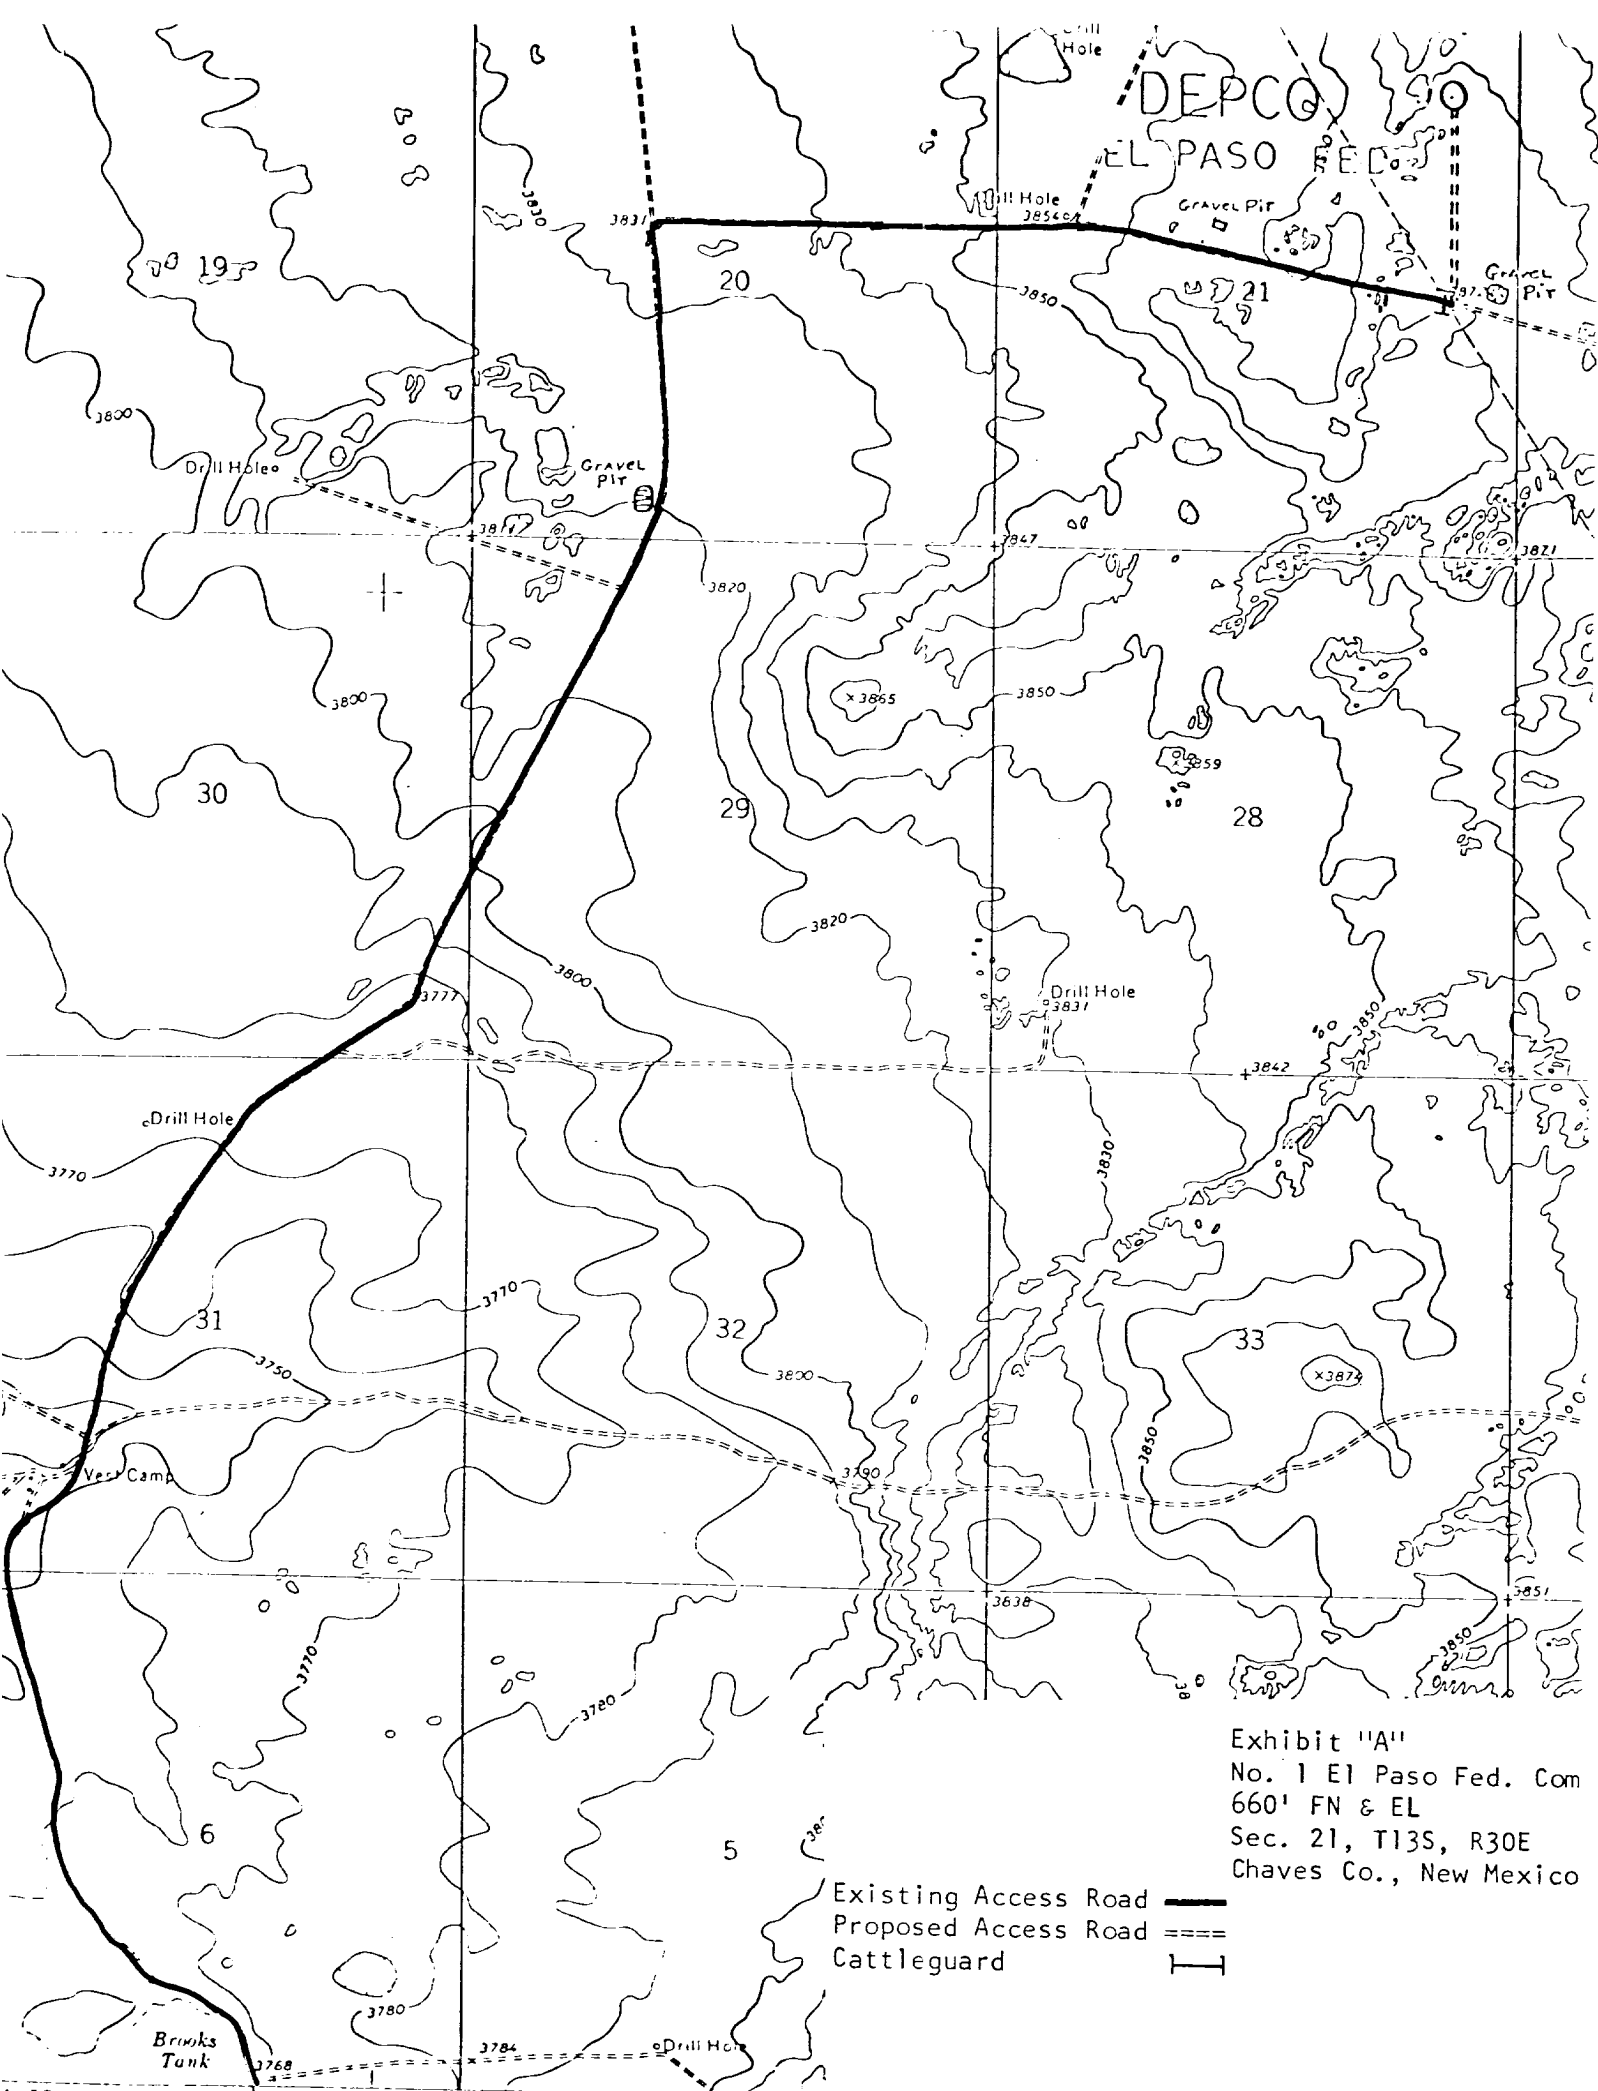 Drill
Hole
DEPCO
EL PASO FED
3830
3831
Drill Hole
3854
Gravel Pit
19
20
21
3850
Gravel
Pit
3800
Drill Hole
Gravel
Pit
3847
3871
3820
3800
×3865
3850
3859
30
29
28
3820
3800
3777
Drill Hole
3831
3850
3842
Drill Hole
3770
3830
3770
31
32
33
3750
3800
×3874
3850
Vest Camp
3790
3838
3851
3770
3850
3780
Exhibit "A"
No. 1 El Paso Fed. Com
660' FN & EL
Sec. 21, T13S, R30E
Chaves Co., New Mexico
6
5
Existing Access Road
Proposed Access Road ====
Cattleguard
3780
Brooks
Tank
3768
3784
Drill Hole